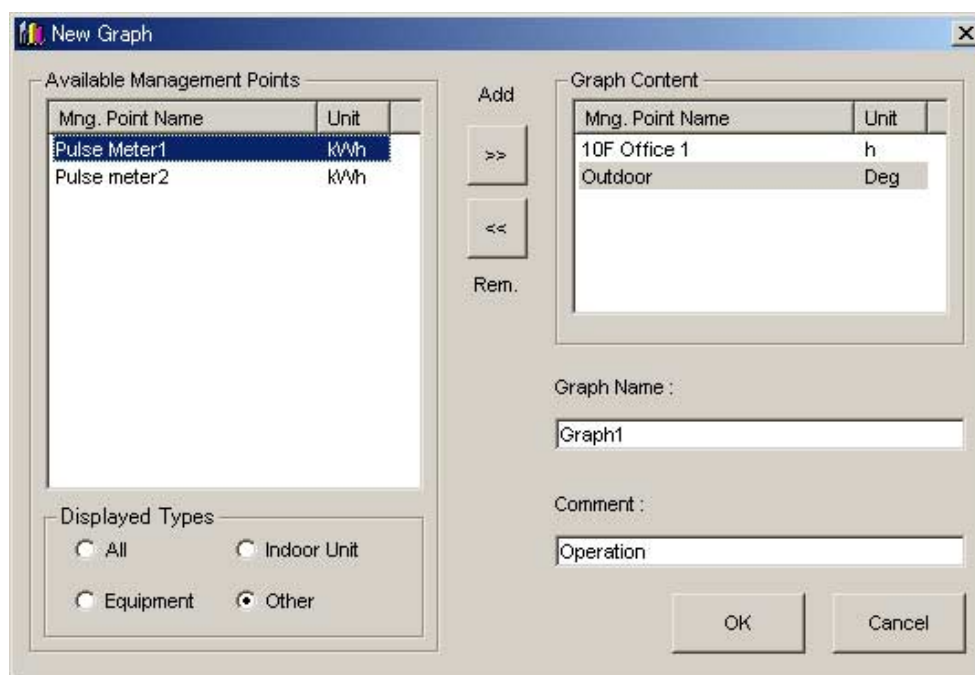 New Graph
Available Management Points
Mng. Point Name Unit
Pulse Meter1 kWh
Pulse meter2 kWh
Displayed Types
All Indoor Unit
Equipment Other
Add
>>
<<
Rem.
Graph Content
Mng. Point Name Unit
10F Office 1 h
Outdoor Deg
Graph Name :
Graph1
Comment :
Operation
OK Cancel